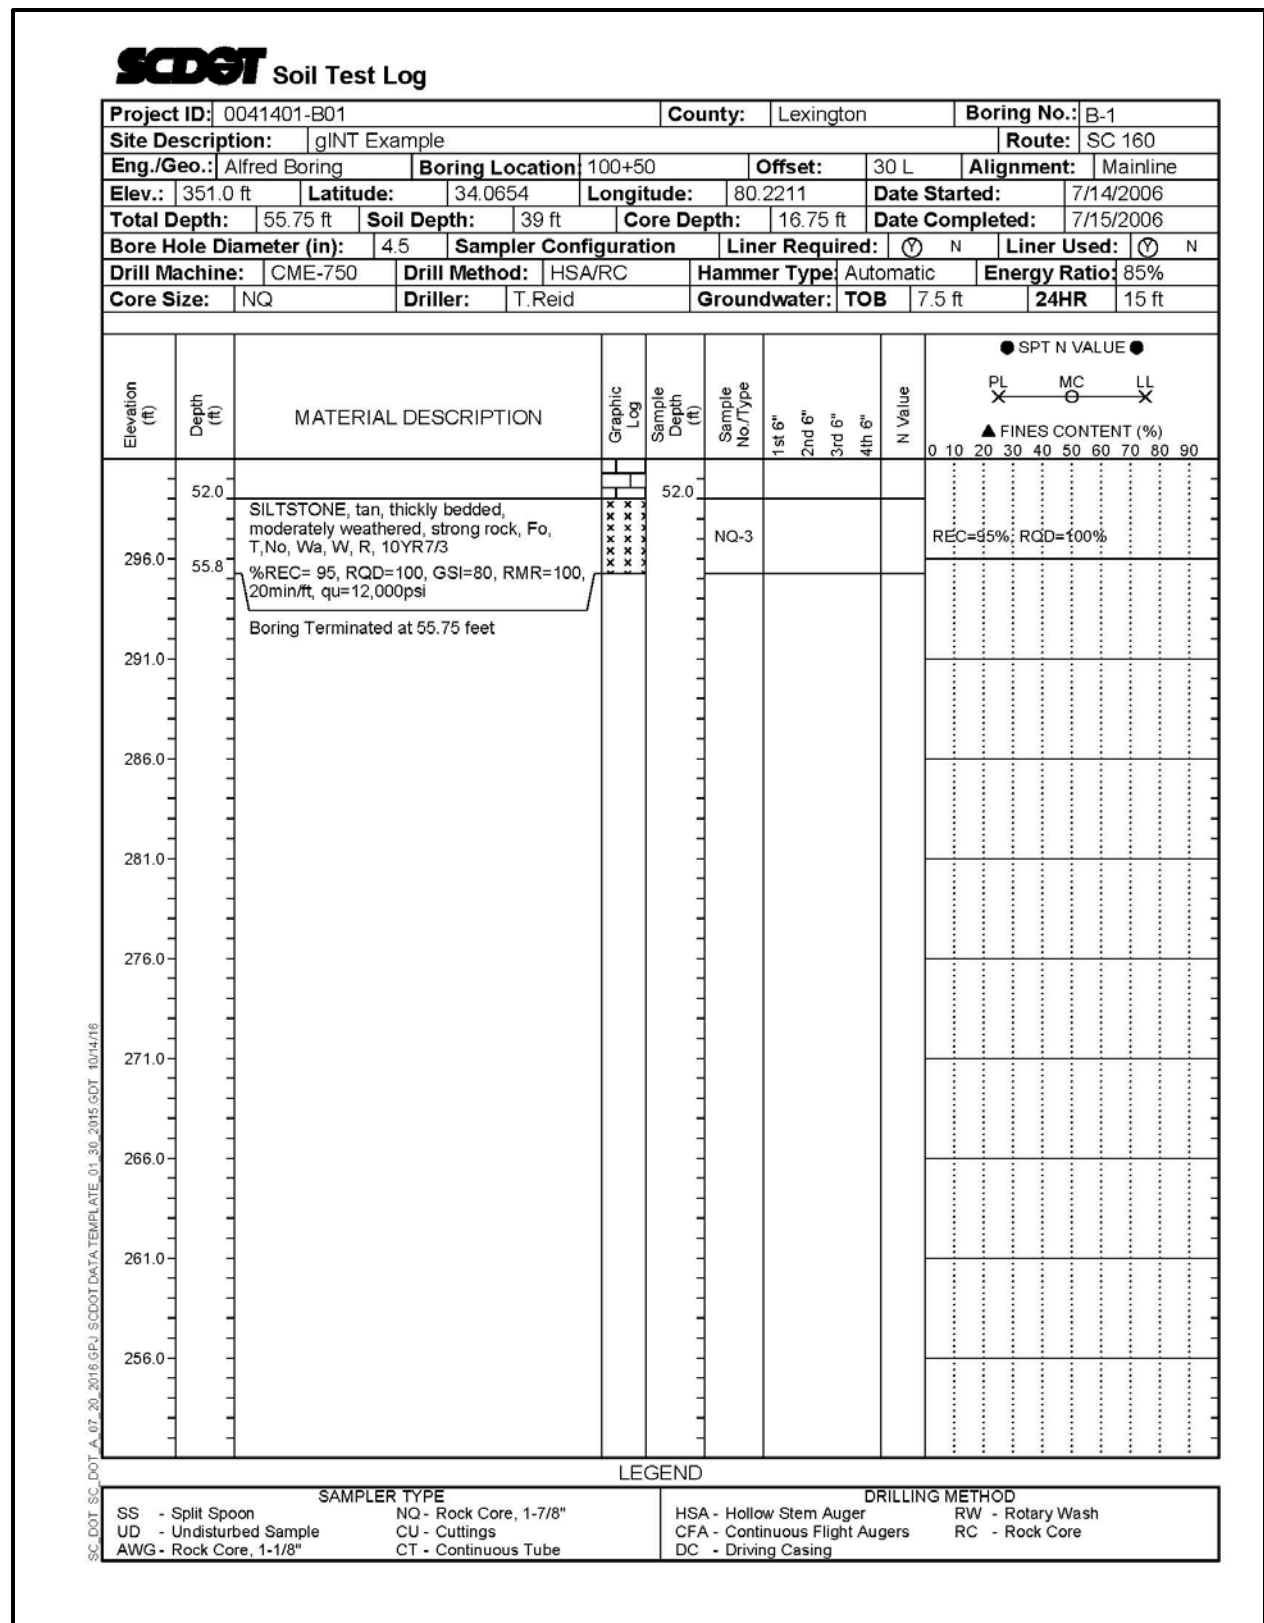 SCDOT Soil Test Log
Project ID: 0041401-B01 County: Lexington Boring No.: B-1
Site Description: gINT Example Route: SC 160
Eng./Geo.: Alfred Boring Boring Location: 100+50 Offset: 30 L Alignment: Mainline
Elev.: 351.0 ft Latitude: 34.0654 Longitude: 80.2211 Date Started: 7/14/2006
Total Depth: 55.75 ft Soil Depth: 39 ft Core Depth: 16.75 ft Date Completed: 7/15/2006
Bore Hole Diameter (in): 4.5 Sampler Configuration Liner Required: Y N Liner Used: Y N
Drill Machine: CME-750 Drill Method: HSA/RC Hammer Type: Automatic Energy Ratio: 85%
Core Size: NQ Driller: T.Reid Groundwater: TOB 7.5 ft 24HR 15 ft
Elevation (ft)
Depth (ft)
MATERIAL DESCRIPTION
Graphic Log
Sample Depth (ft)
Sample No./Type
1st 6"
2nd 6"
3rd 6"
4th 6"
N Value
● SPT N VALUE ●
PL MC LL
▲ FINES CONTENT (%)
0 10 20 30 40 50 60 70 80 90
52.0 52.0
SILTSTONE, tan, thickly bedded,
moderately weathered, strong rock, Fo,
T,No, Wa, W, R, 10YR7/3
NQ-3 REC=95%; RQD=100%
296.0
55.8
%REC= 95, RQD=100, GSI=80, RMR=100,
20min/ft, qu=12,000psi
Boring Terminated at 55.75 feet
291.0
286.0
281.0
276.0
271.0
266.0
261.0
256.0
SC_DOT SC_DOT_A_07_20_2016.GPJ SCDOT DATA TEMPLATE_01_30_2015.GDT 10/14/16
LEGEND
SAMPLER TYPE
SS - Split Spoon NQ - Rock Core, 1-7/8"
UD - Undisturbed Sample CU - Cuttings
AWG - Rock Core, 1-1/8" CT - Continuous Tube
DRILLING METHOD
HSA - Hollow Stem Auger RW - Rotary Wash
CFA - Continuous Flight Augers RC - Rock Core
DC - Driving Casing